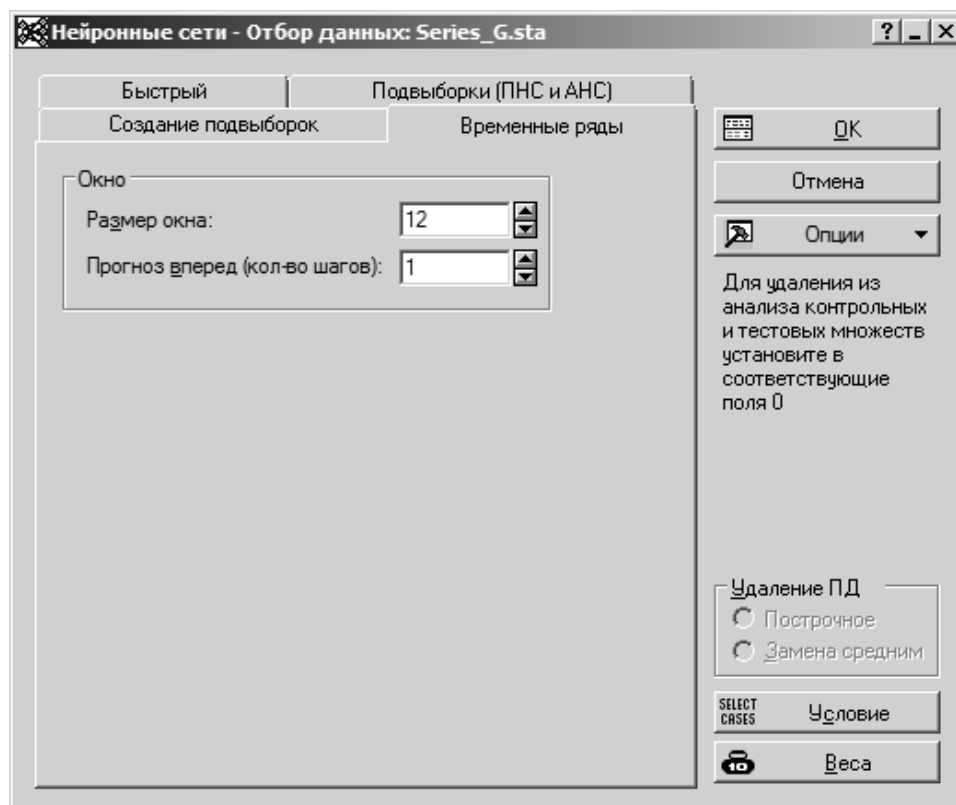 Нейронные сети - Отбор данных: Series_G.sta
Быстрый
Подвыборки (ПНС и АНС)
Создание подвыборок
Временные ряды
Окно
Размер окна:
12
Прогноз вперед (кол-во шагов):
1
OK
Отмена
Опции
Для удаления из
анализа контрольных
и тестовых множеств
установите в
соответствующие
поля 0
Удаление ПД
Построчное
Замена средним
SELECT
CASES
Условие
10
Веса